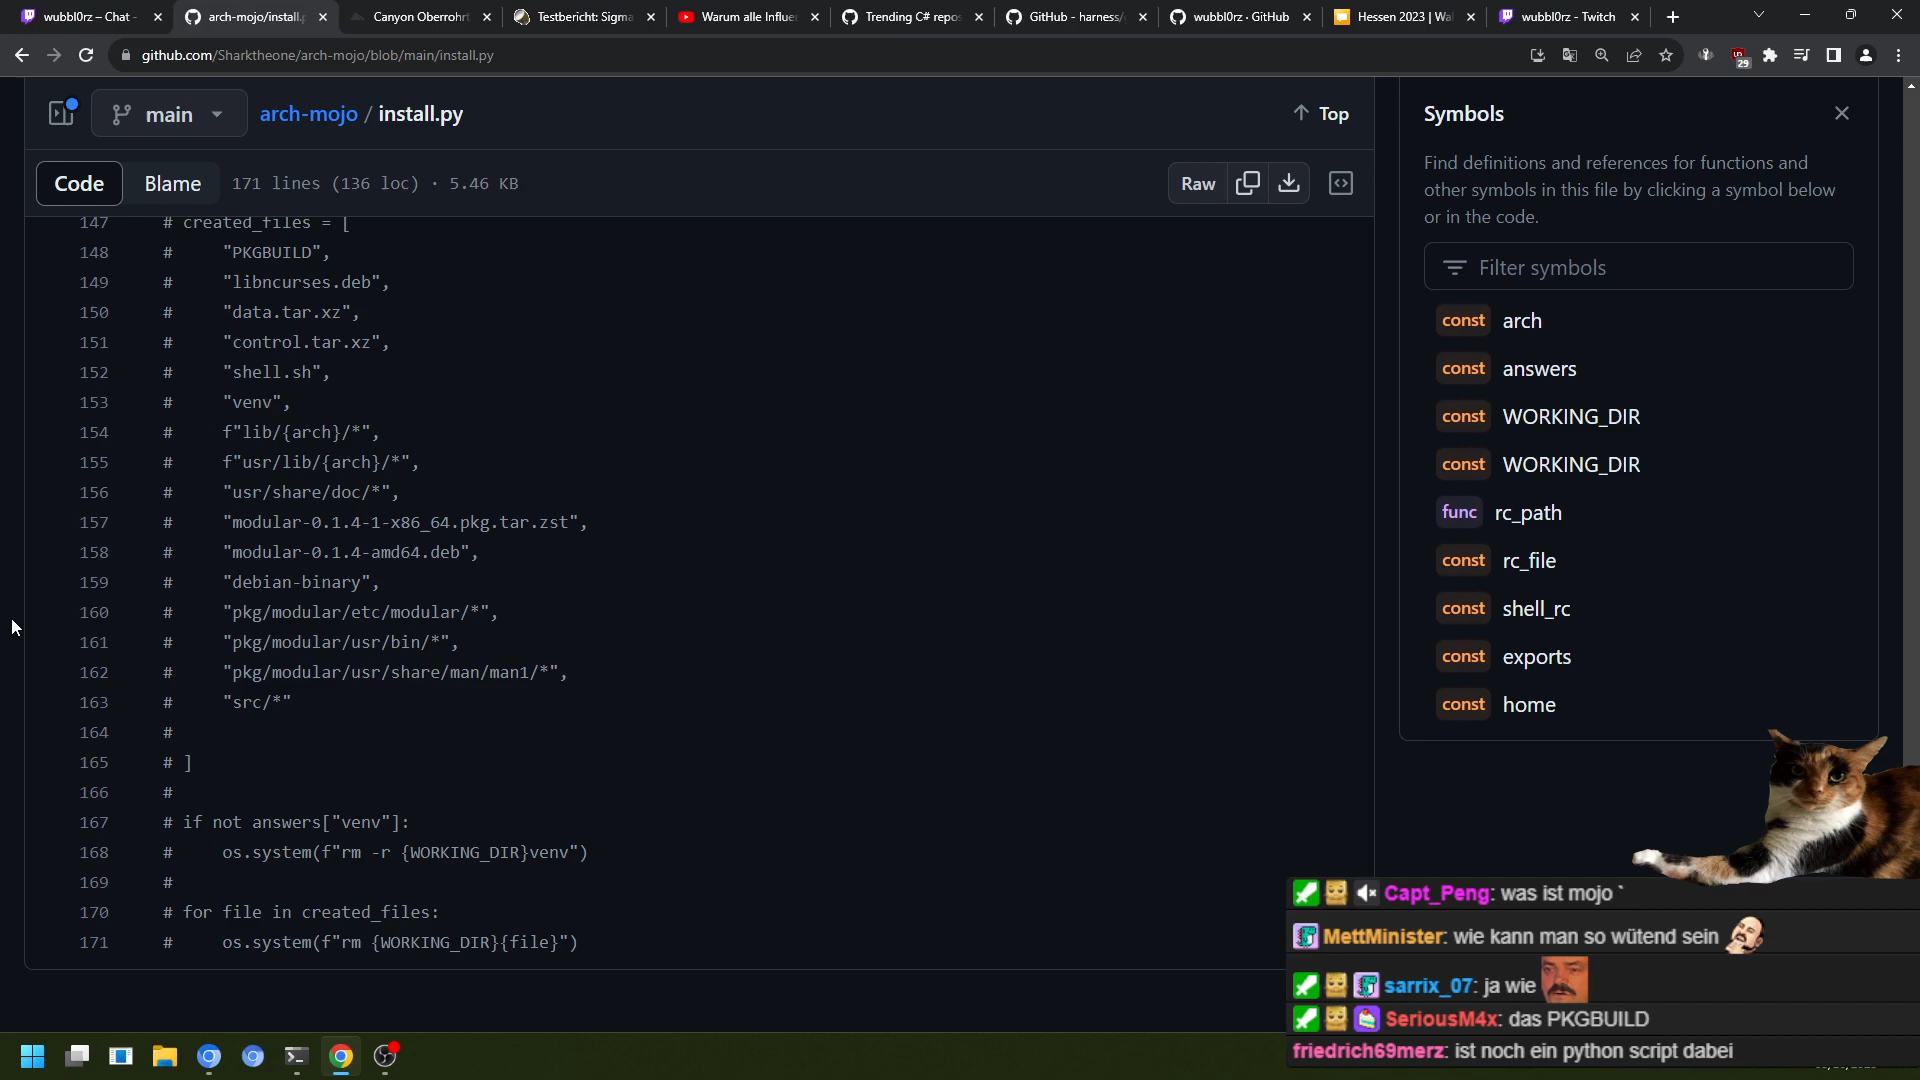 wubbl0rz – Chat -
arch-mojo/install.
Canyon Oberrohr
Testbericht: Sigma
Warum alle Influe
Trending C# repos
GitHub - harness/
wubbl0rz · GitHub
Hessen 2023 | Wa
wubbl0rz - Twitch
github.com/Sharktheone/arch-mojo/blob/main/install.py
29
main
arch-mojo / install.py
Top
Code
Blame
171 lines (136 loc) · 5.46 KB
Raw
147 # created_files = [
148 # "PKGBUILD",
149 # "libncurses.deb",
150 # "data.tar.xz",
151 # "control.tar.xz",
152 # "shell.sh",
153 # "venv",
154 # f"lib/{arch}/*",
155 # f"usr/lib/{arch}/*",
156 # "usr/share/doc/*",
157 # "modular-0.1.4-1-x86_64.pkg.tar.zst",
158 # "modular-0.1.4-amd64.deb",
159 # "debian-binary",
160 # "pkg/modular/etc/modular/*",
161 # "pkg/modular/usr/bin/*",
162 # "pkg/modular/usr/share/man/man1/*",
163 # "src/*"
164 #
165 # ]
166 #
167 # if not answers["venv"]:
168 # os.system(f"rm -r {WORKING_DIR}venv")
169 #
170 # for file in created_files:
171 # os.system(f"rm {WORKING_DIR}{file}")
Symbols
Find definitions and references for functions and
other symbols in this file by clicking a symbol below
or in the code.
Filter symbols
const arch
const answers
const WORKING_DIR
const WORKING_DIR
func rc_path
const rc_file
const shell_rc
const exports
const home
Capt_Peng: was ist mojo `
MettMinister: wie kann man so wütend sein
sarrix_07: ja wie
SeriousM4x: das PKGBUILD
friedrich69merz: ist noch ein python script dabei